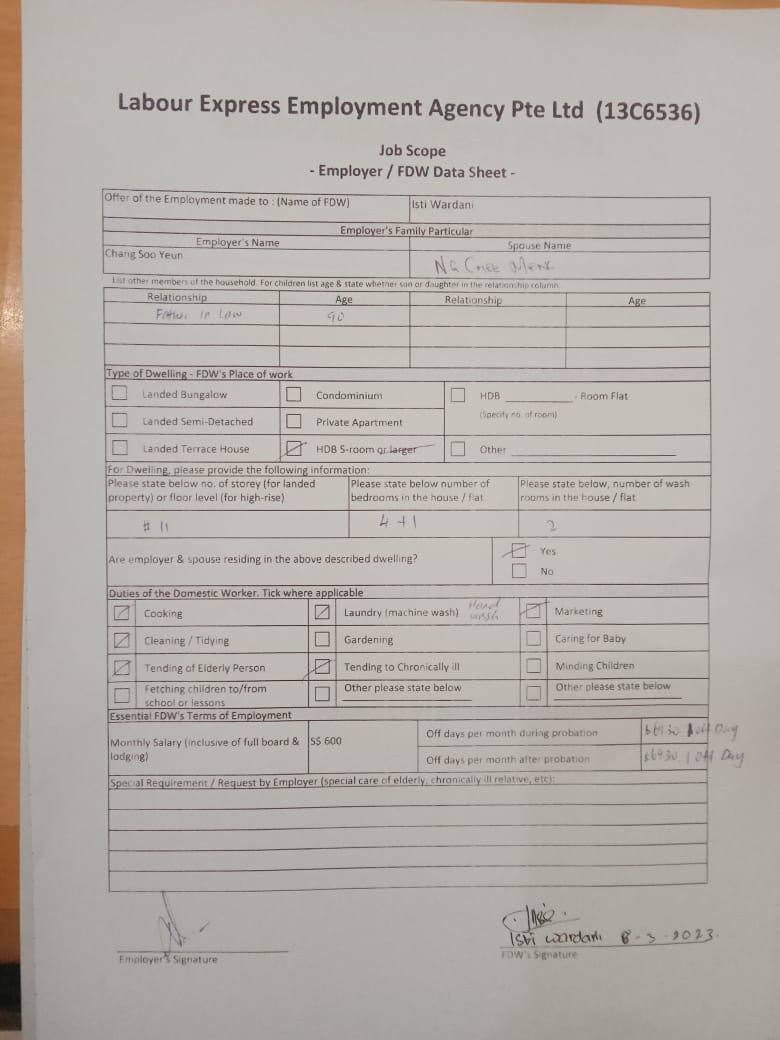 Labour Express Employment Agency Pte Ltd (13C6536)
Job Scope
- Employer / FDW Data Sheet -
Offer of the Employment made to : (Name of FDW) Isti Wardani
Employer's Family Particular
Employer's Name Spouse Name
Chang Soo Yeun Ng
List other members of the household. For children list age & state whether son or daughter in the relationship column.
Relationship Age Relationship Age
in Law 90
Type of Dwelling - FDW's Place of work
Landed Bungalow Condominium HDB ________ - Room Flat
(Specify no. of room)
Landed Semi-Detached Private Apartment
Landed Terrace House HDB 5-room or larger Other ________
For Dwelling, please provide the following information:
Please state below no. of storey (for landed property) or floor level (for high-rise) Please state below number of bedrooms in the house / flat Please state below, number of wash rooms in the house / flat
# 11 4 + 1 2
Are employer & spouse residing in the above described dwelling? Yes
No
Duties of the Domestic Worker. Tick where applicable
Cooking Laundry (machine wash) Hand wash Marketing
Cleaning / Tidying Gardening Caring for Baby
Tending of Elderly Person Tending to Chronically ill Minding Children
Fetching children to/from school or lessons Other please state below Other please state below
Essential FDW's Terms of Employment
Monthly Salary (inclusive of full board & lodging) S$ 600 Off days per month during probation 1 off Day
Off days per month after probation 1 Off Day
Special Requirement / Request by Employer (special care of elderly, chronically ill relative, etc):
Isti wardani 8-3-2023.
Employer's Signature FDW's Signature